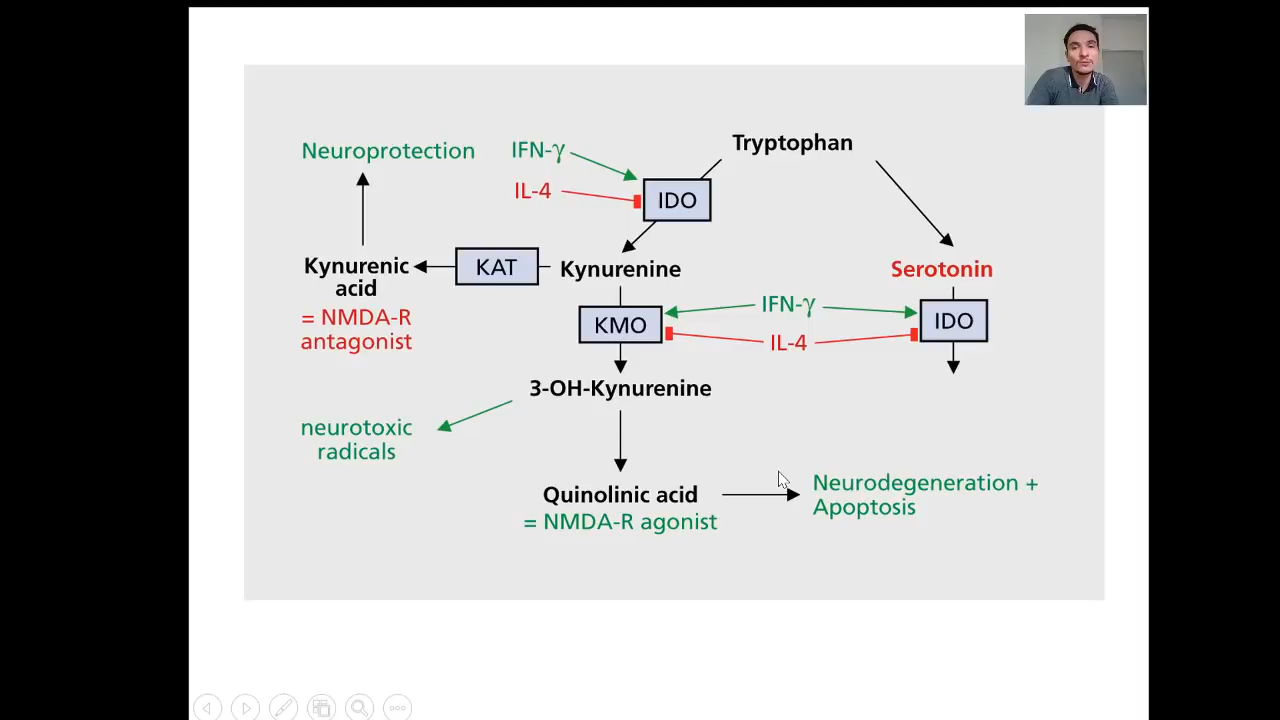 Tryptophan
Neuroprotection
IFN-γ
IL-4
IDO
Kynurenic
acid
= NMDA-R
antagonist
KAT
Kynurenine
Serotonin
KMO
IFN-γ
IL-4
IDO
3-OH-Kynurenine
neurotoxic
radicals
Quinolinic acid
= NMDA-R agonist
Neurodegeneration +
Apoptosis